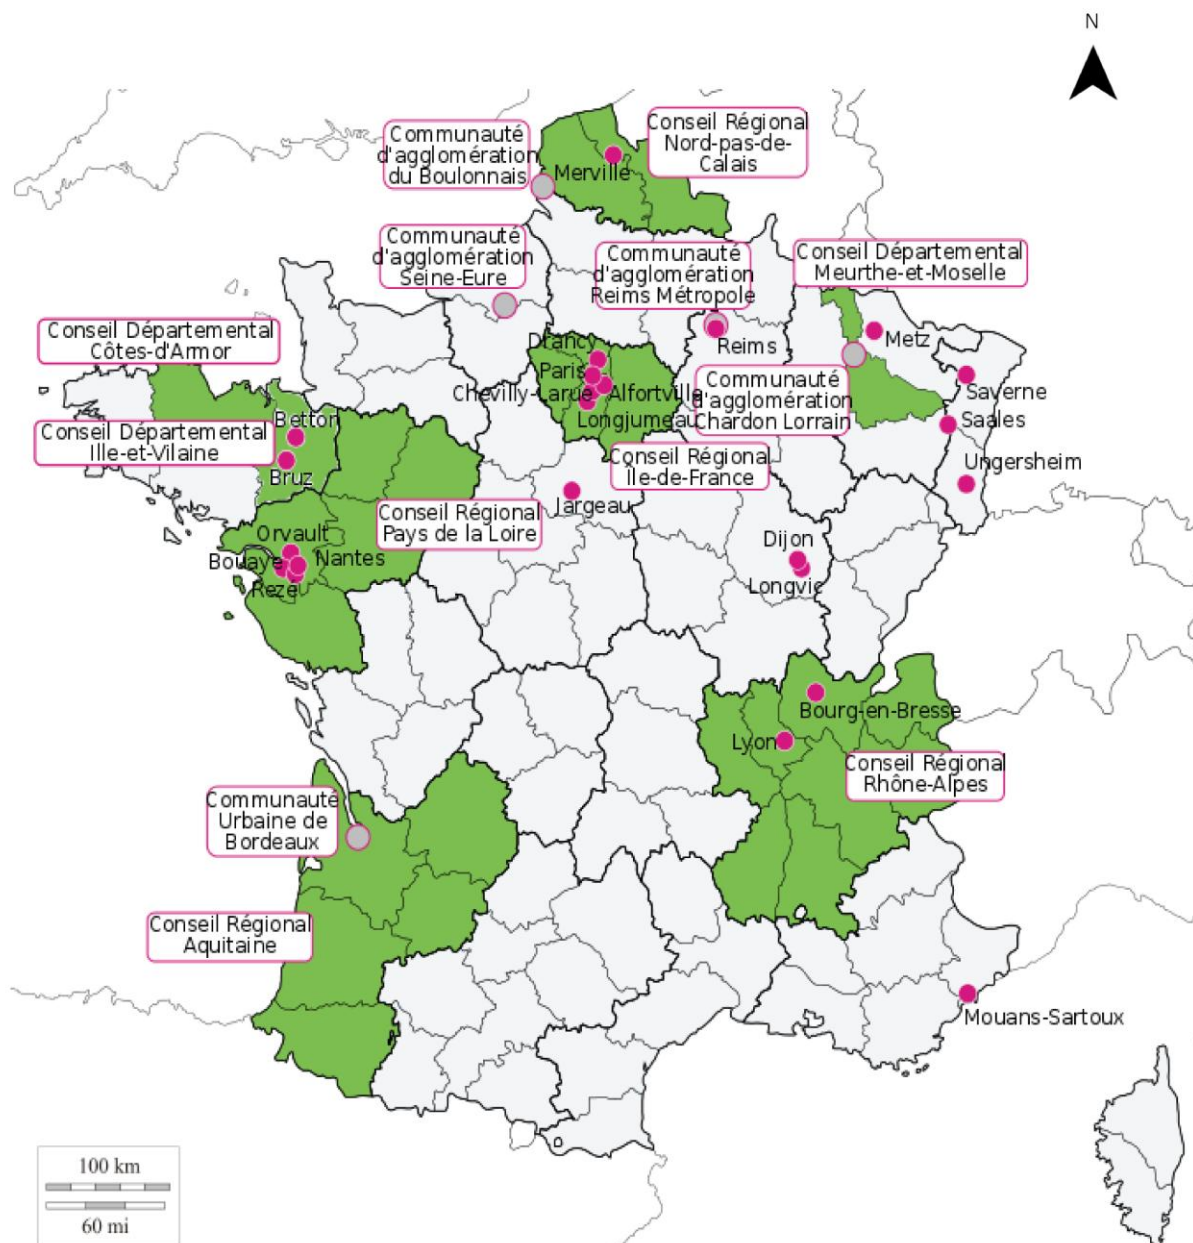 N
Communauté
d'agglomération
du Boulonnais
Conseil Régional
Nord-pas-de-
Calais
Merville
Communauté
d'agglomération
Seine-Eure
Communauté
d'agglomération
Reims Métropole
Conseil Départemental
Meurthe-et-Moselle
Conseil Départemental
Côtes-d'Armor
Drancy
Reims
Metz
Paris
Chevilly-Larue
Alfortville
Longjumeau
Communauté
d'agglomération
Chardon Lorrain
Saverne
Saales
Betton
Conseil Départemental
Ille-et-Vilaine
Bruz
Conseil Régional
Île-de-France
Ungersheim
Jargeau
Conseil Régional
Pays de la Loire
Orvault
Bouaye
Nantes
Rezé
Dijon
Longvic
Bourg-en-Bresse
Lyon
Conseil Régional
Rhône-Alpes
Communauté
Urbaine de
Bordeaux
Conseil Régional
Aquitaine
Mouans-Sartoux
100 km
60 mi